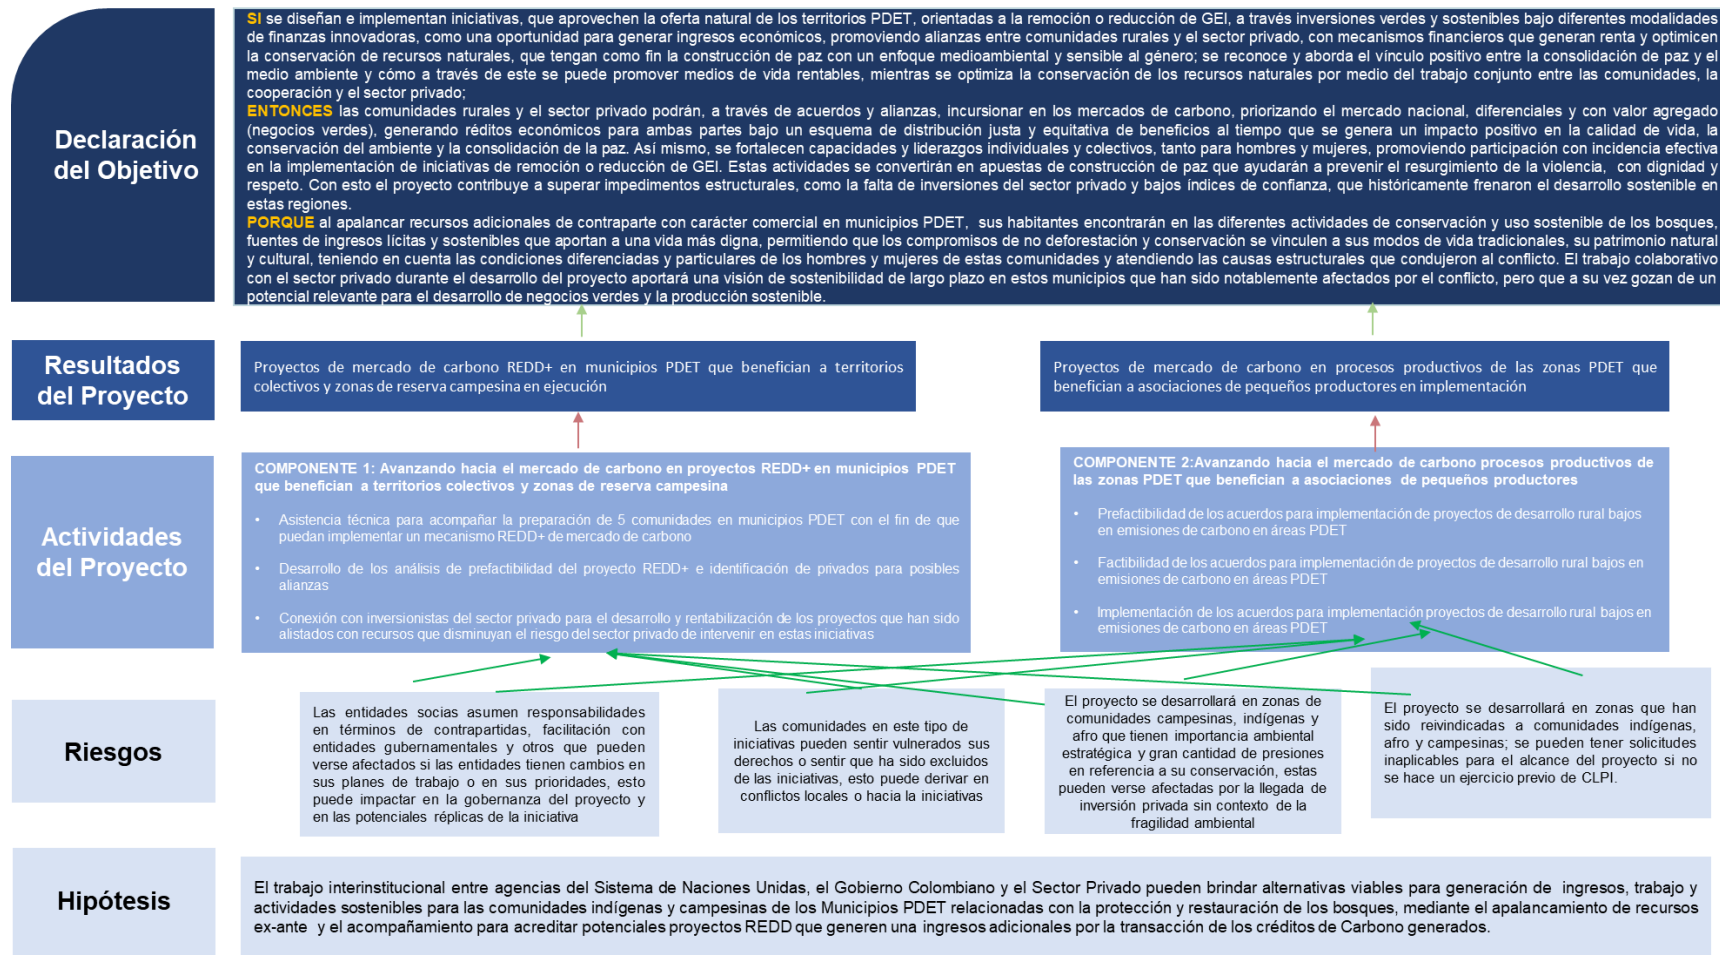 Declaración
del Objetivo
SI se diseñan e implementan iniciativas, que aprovechen la oferta natural de los territorios PDET, orientadas a la remoción o reducción de GEI, a través inversiones verdes y sostenibles bajo diferentes modalidades
de finanzas innovadoras, como una oportunidad para generar ingresos económicos, promoviendo alianzas entre comunidades rurales y el sector privado, con mecanismos financieros que generan renta y optimicen
la conservación de recursos naturales, que tengan como fin la construcción de paz con un enfoque medioambiental y sensible al género; se reconoce y aborda el vínculo positivo entre la consolidación de paz y el
medio ambiente y cómo a través de este se puede promover medios de vida rentables, mientras se optimiza la conservación de los recursos naturales por medio del trabajo conjunto entre las comunidades, la
cooperación y el sector privado;
ENTONCES las comunidades rurales y el sector privado podrán, a través de acuerdos y alianzas, incursionar en los mercados de carbono, priorizando el mercado nacional, diferenciales y con valor agregado
(negocios verdes), generando réditos económicos para ambas partes bajo un esquema de distribución justa y equitativa de beneficios al tiempo que se genera un impacto positivo en la calidad de vida, la
conservación del ambiente y la consolidación de la paz. Así mismo, se fortalecen capacidades y liderazgos individuales y colectivos, tanto para hombres y mujeres, promoviendo participación con incidencia efectiva
en la implementación de iniciativas de remoción o reducción de GEI. Estas actividades se convertirán en apuestas de construcción de paz que ayudarán a prevenir el resurgimiento de la violencia, con dignidad y
respeto. Con esto el proyecto contribuye a superar impedimentos estructurales, como la falta de inversiones del sector privado y bajos índices de confianza, que históricamente frenaron el desarrollo sostenible en
estas regiones.
PORQUE al apalancar recursos adicionales de contraparte con carácter comercial en municipios PDET, sus habitantes encontrarán en las diferentes actividades de conservación y uso sostenible de los bosques,
fuentes de ingresos lícitas y sostenibles que aportan a una vida más digna, permitiendo que los compromisos de no deforestación y conservación se vinculen a sus modos de vida tradicionales, su patrimonio natural
y cultural, teniendo en cuenta las condiciones diferenciadas y particulares de los hombres y mujeres de estas comunidades y atendiendo las causas estructurales que condujeron al conflicto. El trabajo colaborativo
con el sector privado durante el desarrollo del proyecto aportará una visión de sostenibilidad de largo plazo en estos municipios que han sido notablemente afectados por el conflicto, pero que a su vez gozan de un
potencial relevante para el desarrollo de negocios verdes y la producción sostenible.
Resultados
del Proyecto
Proyectos de mercado de carbono REDD+ en municipios PDET que benefician a territorios
colectivos y zonas de reserva campesina en ejecución
Proyectos de mercado de carbono en procesos productivos de las zonas PDET que
benefician a asociaciones de pequeños productores en implementación
Actividades
del Proyecto
COMPONENTE 1: Avanzando hacia el mercado de carbono en proyectos REDD+ en municipios PDET
que benefician a territorios colectivos y zonas de reserva campesina
• Asistencia técnica para acompañar la preparación de 5 comunidades en municipios PDET con el fin de que
puedan implementar un mecanismo REDD+ de mercado de carbono
• Desarrollo de los análisis de prefactibilidad del proyecto REDD+ e identificación de privados para posibles
alianzas
• Conexión con inversionistas del sector privado para el desarrollo y rentabilización de los proyectos que han sido
alistados con recursos que disminuyan el riesgo del sector privado de intervenir en estas iniciativas
COMPONENTE 2:Avanzando hacia el mercado de carbono procesos productivos de
las zonas PDET que benefician a asociaciones de pequeños productores
• Prefactibilidad de los acuerdos para implementación de proyectos de desarrollo rural bajos
en emisiones de carbono en áreas PDET
• Factibilidad de los acuerdos para implementación de proyectos de desarrollo rural bajos en
emisiones de carbono en áreas PDET
• Implementación de los acuerdos para implementación proyectos de desarrollo rural bajos en
emisiones de carbono en áreas PDET
Riesgos
Las entidades socias asumen responsabilidades
en términos de contrapartidas, facilitación con
entidades gubernamentales y otros que pueden
verse afectados si las entidades tienen cambios en
sus planes de trabajo o en sus prioridades, esto
puede impactar en la gobernanza del proyecto y
en las potenciales réplicas de la iniciativa
Las comunidades en este tipo de
iniciativas pueden sentir vulnerados sus
derechos o sentir que ha sido excluidos
de las iniciativas, esto puede derivar en
conflictos locales o hacia la iniciativas
El proyecto se desarrollará en zonas de
comunidades campesinas, indígenas y
afro que tienen importancia ambiental
estratégica y gran cantidad de presiones
en referencia a su conservación, estas
pueden verse afectadas por la llegada de
inversión privada sin contexto de la
fragilidad ambiental
El proyecto se desarrollará en zonas que han
sido reivindicadas a comunidades indígenas,
afro y campesinas; se pueden tener solicitudes
inaplicables para el alcance del proyecto si no
se hace un ejercicio previo de CLPI.
Hipótesis
El trabajo interinstitucional entre agencias del Sistema de Naciones Unidas, el Gobierno Colombiano y el Sector Privado pueden brindar alternativas viables para generación de ingresos, trabajo y
actividades sostenibles para las comunidades indígenas y campesinas de los Municipios PDET relacionadas con la protección y restauración de los bosques, mediante el apalancamiento de recursos
ex-ante y el acompañamiento para acreditar potenciales proyectos REDD que generen una ingresos adicionales por la transacción de los créditos de Carbono generados.